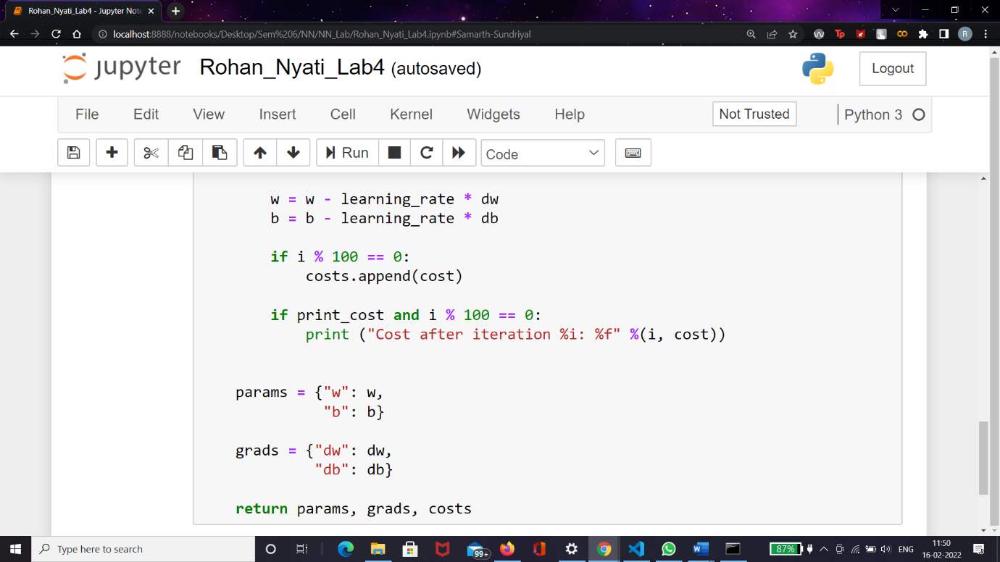 Rohan_Nyati_Lab4 - Jupyter Note
localhost:8888/notebooks/Desktop/Sem%206/NN/NN_Lab/Rohan_Nyati_Lab4.ipynb#Samarth-Sundriyal
Tp
R
jupyter Rohan_Nyati_Lab4 (autosaved)
Logout
File Edit View Insert Cell Kernel Widgets Help Not Trusted Python 3
Run Code
w = w - learning_rate * dw
b = b - learning_rate * db
if i % 100 == 0:
costs.append(cost)
if print_cost and i % 100 == 0:
print ("Cost after iteration %i: %f" %(i, cost))
params = {"w": w,
"b": b}
grads = {"dw": dw,
"db": db}
return params, grads, costs
Type here to search
99+
87%
ENG
11:50
16-02-2022